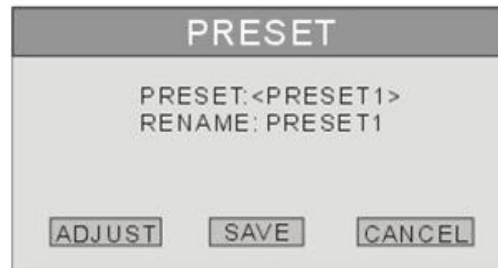 PRESET
PRESET:<PRESET1>
RENAME: PRESET1
ADJUST SAVE CANCEL